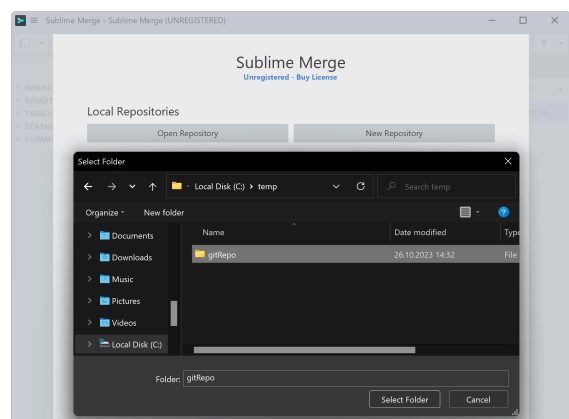 Sublime Merge - Sublime Merge (UNREGISTERED)
Sublime Merge
Unregistered - Buy License
BRANC
REMOT
TAGS (
STASH
SUBMO
Local Repositories
Open Repository New Repository
Select Folder
Local Disk (C:) › temp Search temp
Organize New folder
Name Date modified Type
Documents
Downloads
gitRepo 26.10.2023 14:32 File
Music
Pictures
Videos
Local Disk (C:)
Folder: gitRepo
Select Folder Cancel